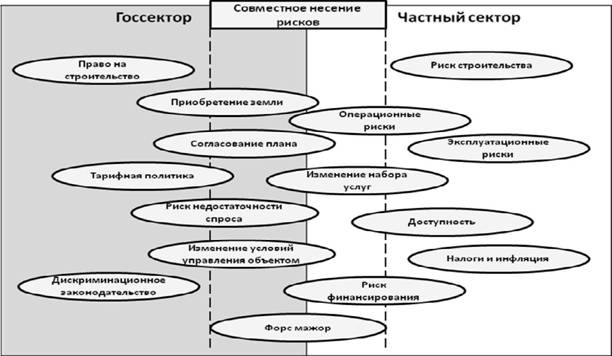 Госсектор
Совместное несение
рисков
Частный сектор
Право на
строительство
Риск строительства
Приобретение земли
Операционные
риски
Согласование плана
Эксплуатационные
риски
Тарифная политика
Изменение набора
услуг
Риск недостаточности
спроса
Доступность
Изменение условий
управления объектом
Налоги и инфляция
Дискриминационное
законодательство
Риск
финансирования
Форс мажор